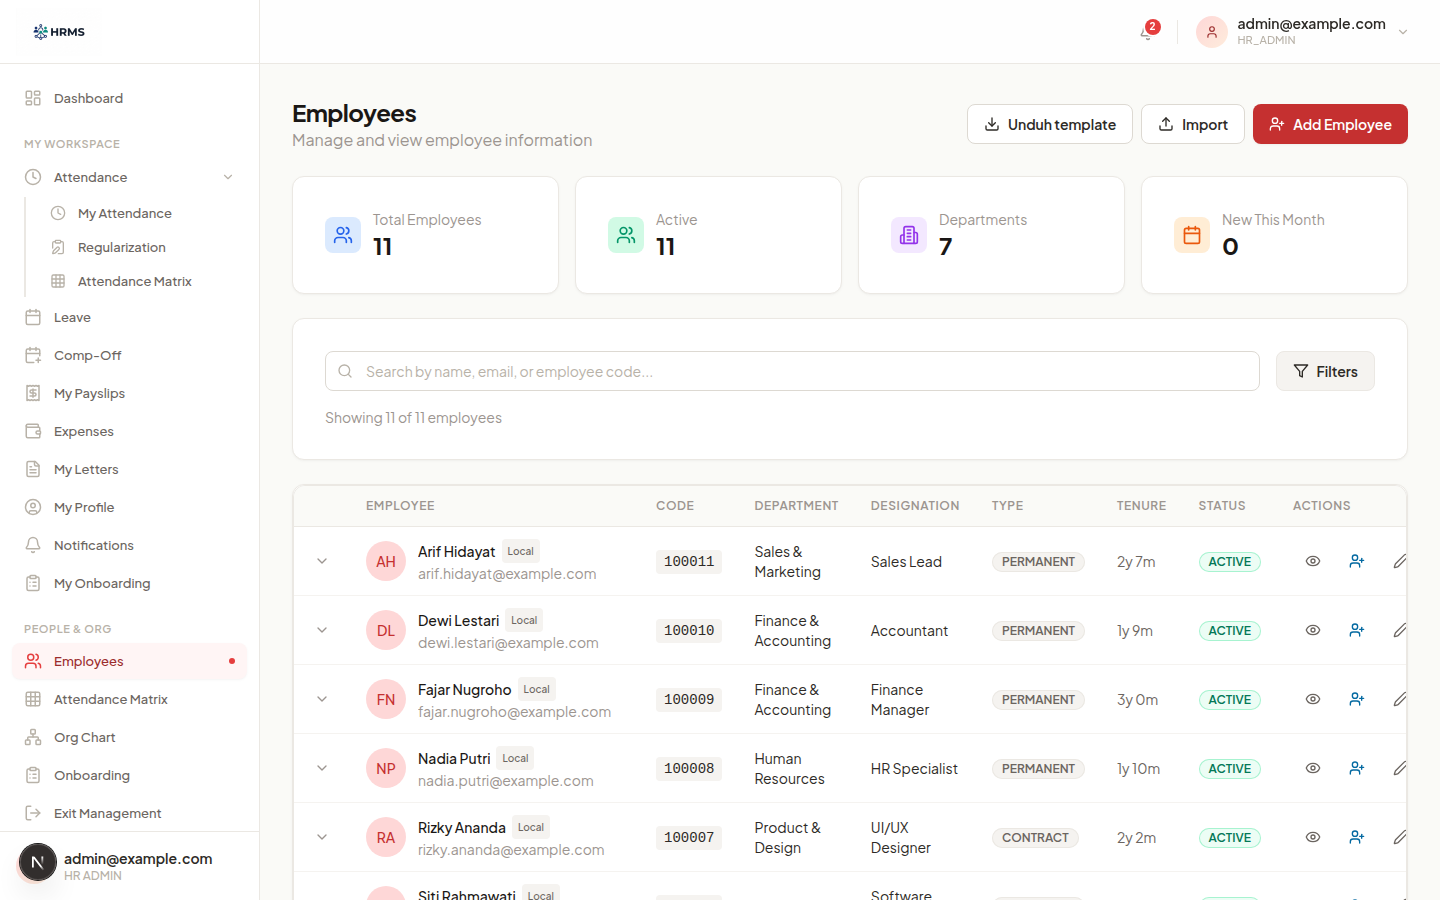 HRMS
2
admin@example.com
HR_ADMIN
Dashboard
MY WORKSPACE
Attendance
My Attendance
Regularization
Attendance Matrix
Leave
Comp-Off
My Payslips
Expenses
My Letters
My Profile
Notifications
My Onboarding
PEOPLE & ORG
Employees
Attendance Matrix
Org Chart
Onboarding
Exit Management
N
admin@example.com
HR ADMIN
Employees
Manage and view employee information
Unduh template
Import
Add Employee
Total Employees
11
Active
11
Departments
7
New This Month
0
Search by name, email, or employee code...
Filters
Showing 11 of 11 employees
EMPLOYEE CODE DEPARTMENT DESIGNATION TYPE TENURE STATUS ACTIONS
AH Arif Hidayat Local
arif.hidayat@example.com
100011
Sales &
Marketing
Sales Lead
PERMANENT
2y 7m
ACTIVE
DL Dewi Lestari Local
dewi.lestari@example.com
100010
Finance &
Accounting
Accountant
PERMANENT
1y 9m
ACTIVE
FN Fajar Nugroho Local
fajar.nugroho@example.com
100009
Finance &
Accounting
Finance
Manager
PERMANENT
3y 0m
ACTIVE
NP Nadia Putri Local
nadia.putri@example.com
100008
Human
Resources
HR Specialist
PERMANENT
1y 10m
ACTIVE
RA Rizky Ananda Local
rizky.ananda@example.com
100007
Product &
Design
UI/UX
Designer
CONTRACT
2y 2m
ACTIVE
Siti Rahmawati Local
Software